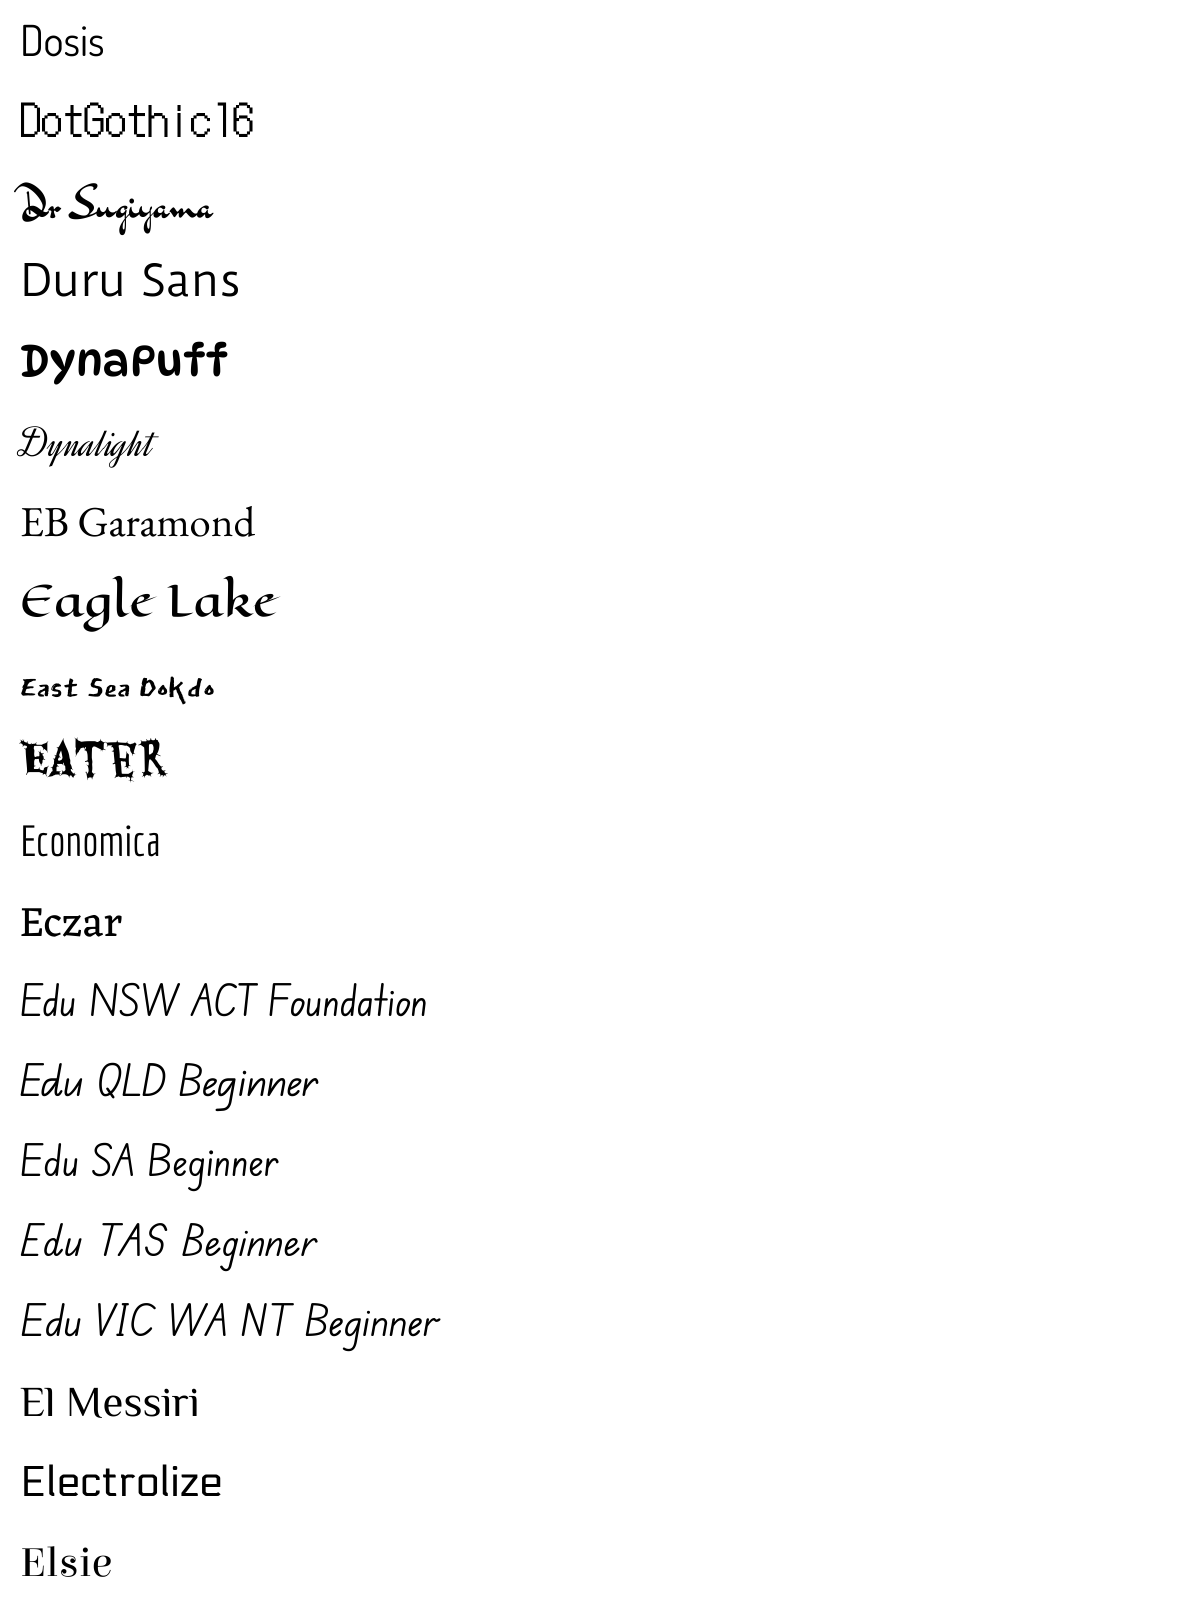 Dosis
DotGothic16
Dr Sugiyama
Duru Sans
DynaPuff
Dynalight
EB Garamond
Eagle Lake
East Sea Dokdo
EATER
Economica
Eczar
Edu NSW ACT Foundation
Edu QLD Beginner
Edu SA Beginner
Edu TAS Beginner
Edu VIC WA NT Beginner
El Messiri
Electrolize
Elsie